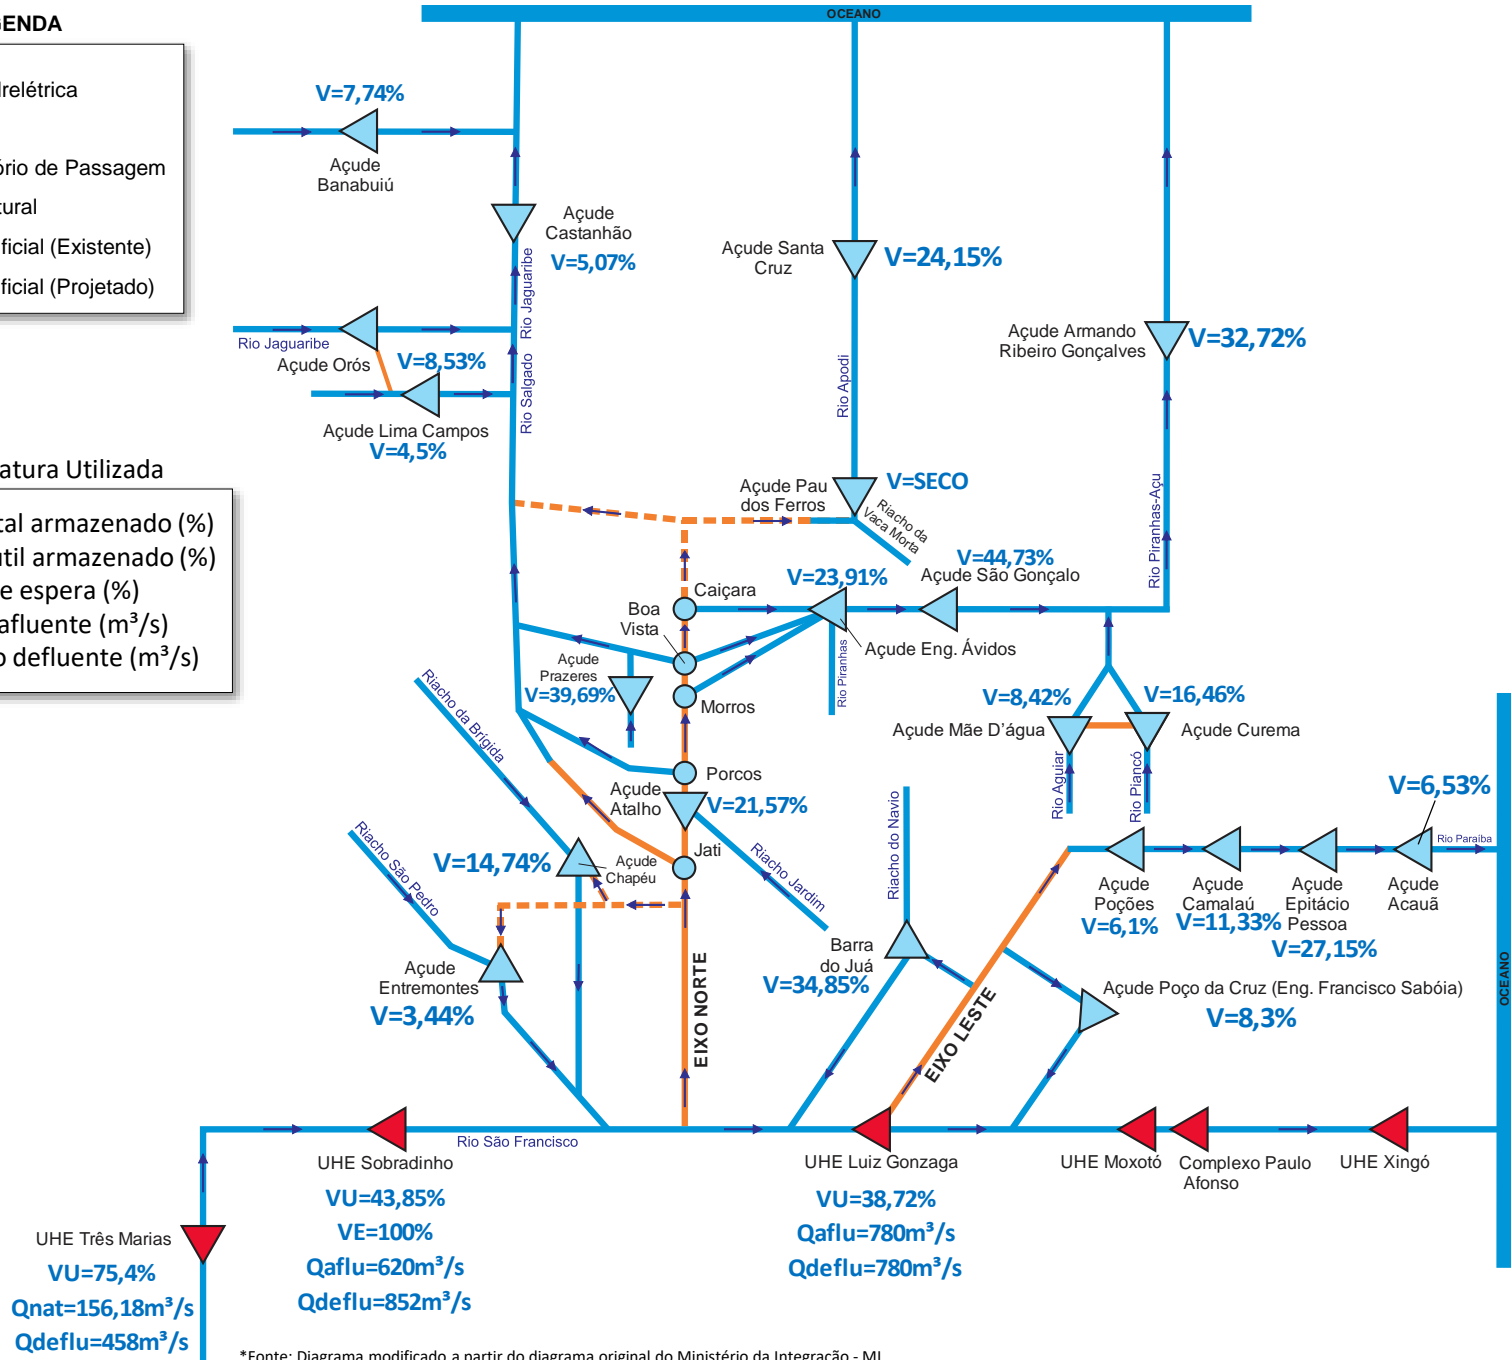 OCEANO
GENDA
drelétrica
ório de Passagem
tural
ificial (Existente)
ificial (Projetado)
V=7,74%
Açude
Banabuiú
Açude
Castanhão
V=5,07%
Rio Jaguaribe
Açude Santa
Cruz
V=24,15%
Açude Armando
Ribeiro Gonçalves
V=32,72%
Rio Jaguaribe
Açude Orós
V=8,53%
Rio Salgado
Rio Apodi
Açude Lima Campos
V=4,5%
atura Utilizada
tal armazenado (%)
útil armazenado (%)
e espera (%)
afluente (m³/s)
o defluente (m³/s)
Açude Pau
dos Ferros
V=SECO
Riacho da
Vaca Morta
Rio Piranhas-Açu
V=44,73%
Açude São Gonçalo
V=23,91%
Caiçara
Boa
Vista
Açude Eng. Ávidos
Rio Piranhas
Açude
Prazeres
V=39,69%
Morros
Riacho da Brigida
V=8,42%
V=16,46%
Açude Mãe D'água
Açude Curema
Rio Aguiar
Rio Piancó
Porcos
Açude
Atalho
V=21,57%
V=6,53%
Riacho do Navio
Rio Paraiba
Jati
V=14,74%
Açude
Chapéu
Riacho São Pedro
Riacho Jardim
Açude
Poções
V=6,1%
Açude
Camalaú
V=11,33%
Açude
Epitácio
Pessoa
V=27,15%
Açude
Acauã
Barra
do Juá
V=34,85%
Açude
Entremontes
V=3,44%
EIXO NORTE
EIXO LESTE
Açude Poço da Cruz (Eng. Francisco Sabóia)
V=8,3%
OCEANO
Rio São Francisco
UHE Sobradinho
VU=43,85%
VE=100%
Qaflu=620m³/s
Qdeflu=852m³/s
UHE Luiz Gonzaga
VU=38,72%
Qaflu=780m³/s
Qdeflu=780m³/s
UHE Moxotó
Complexo Paulo
Afonso
UHE Xingó
UHE Três Marias
VU=75,4%
Qnat=156,18m³/s
Qdeflu=458m³/s
*Fonte: Diagrama modificado a partir do diagrama original do Ministério da Integração - MI